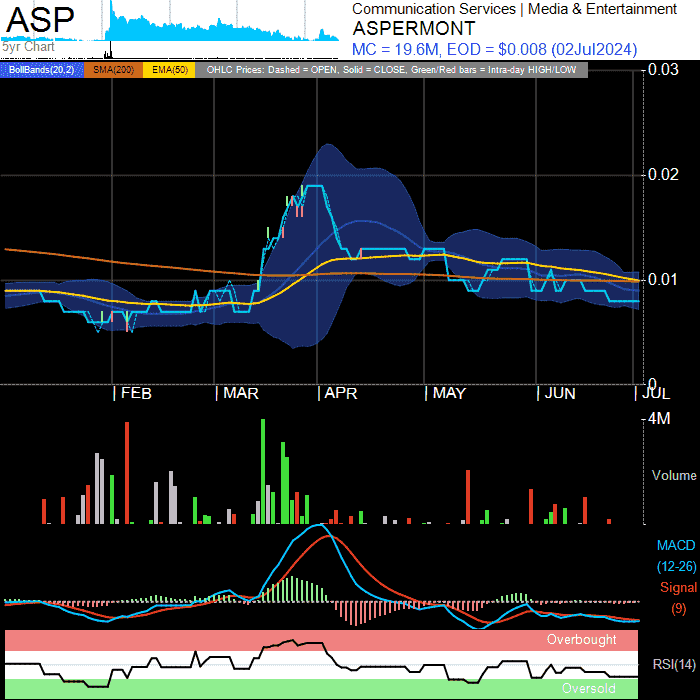 ASP
5yr Chart
Communication Services | Media & Entertainment
ASPERMONT
MC = 19.6M, EOD = $0.008 (02Jul2024)
BollBands(20,2) SMA(200) EMA(50) OHLC Prices: Dashed = OPEN, Solid = CLOSE, Green/Red bars = Intra-day HIGH/LOW
0.03
0.02
0.01
0
FEB MAR APR MAY JUN JUL
4M
Volume
MACD
(12-26)
Signal
(9)
Overbought
RSI(14)
Oversold